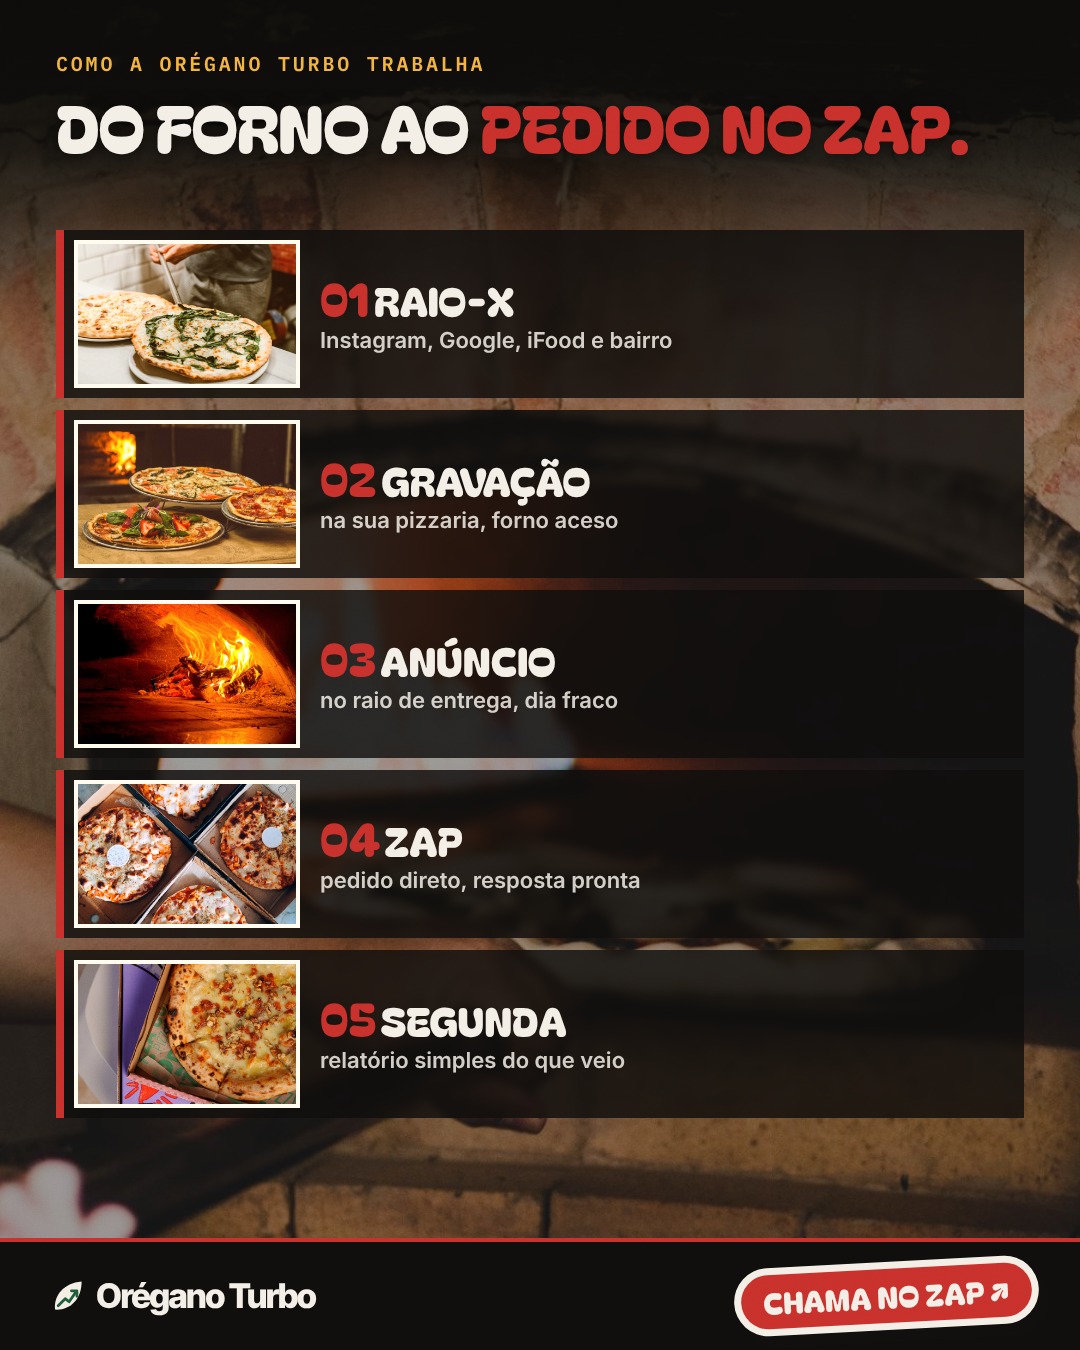 COMO A ORÉGANO TURBO TRABALHA
DO FORNO AO PEDIDO NO ZAP.
01 RAIO-X
Instagram, Google, iFood e bairro
02 GRAVAÇÃO
na sua pizzaria, forno aceso
03 ANÚNCIO
no raio de entrega, dia fraco
04 ZAP
pedido direto, resposta pronta
05 SEGUNDA
relatório simples do que veio
Orégano Turbo
CHAMA NO ZAP ↗